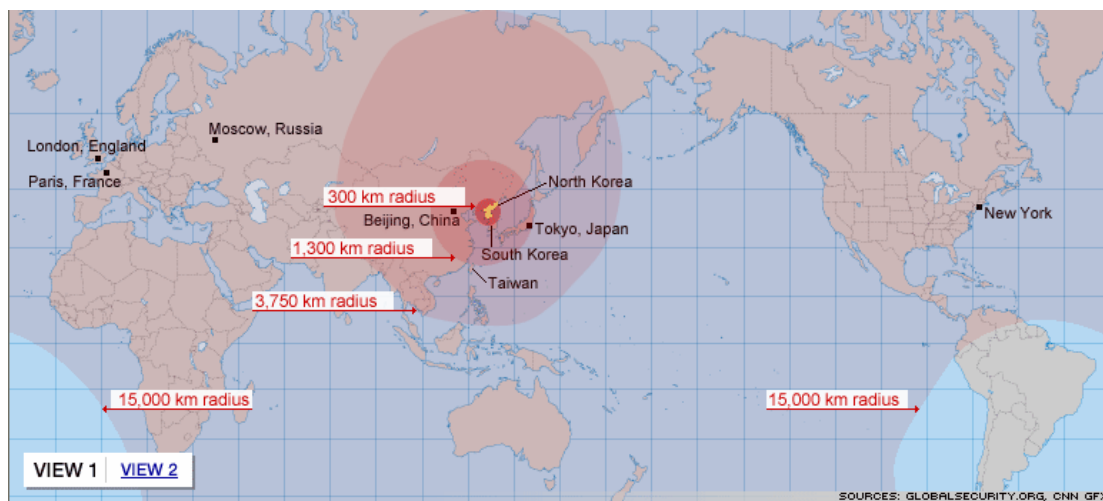 Moscow, Russia
London, England
Paris, France
300 km radius
North Korea
Beijing, China
Tokyo, Japan
New York
1,300 km radius
South Korea
Taiwan
3,750 km radius
15,000 km radius
15,000 km radius
VIEW 1 VIEW 2
SOURCES: GLOBALSECURITY.ORG, CNN GFX